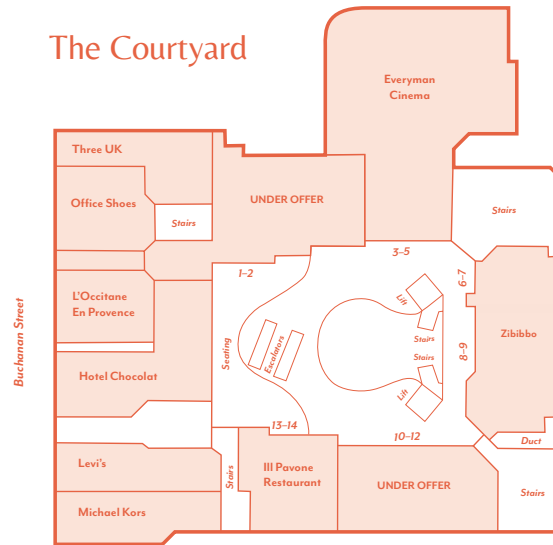 The Courtyard
Everyman
Cinema
Three UK
Office Shoes
Stairs
UNDER OFFER
Stairs
1–2
3–5
6–7
L'Occitane
En Provence
Lift
Stairs
Zibibbo
Buchanan Street
Seating
Escalators
Stairs
8–9
Hotel Chocolat
Lift
13–14
10–12
Duct
Levi's
Stairs
Ill Pavone
Restaurant
UNDER OFFER
Stairs
Michael Kors